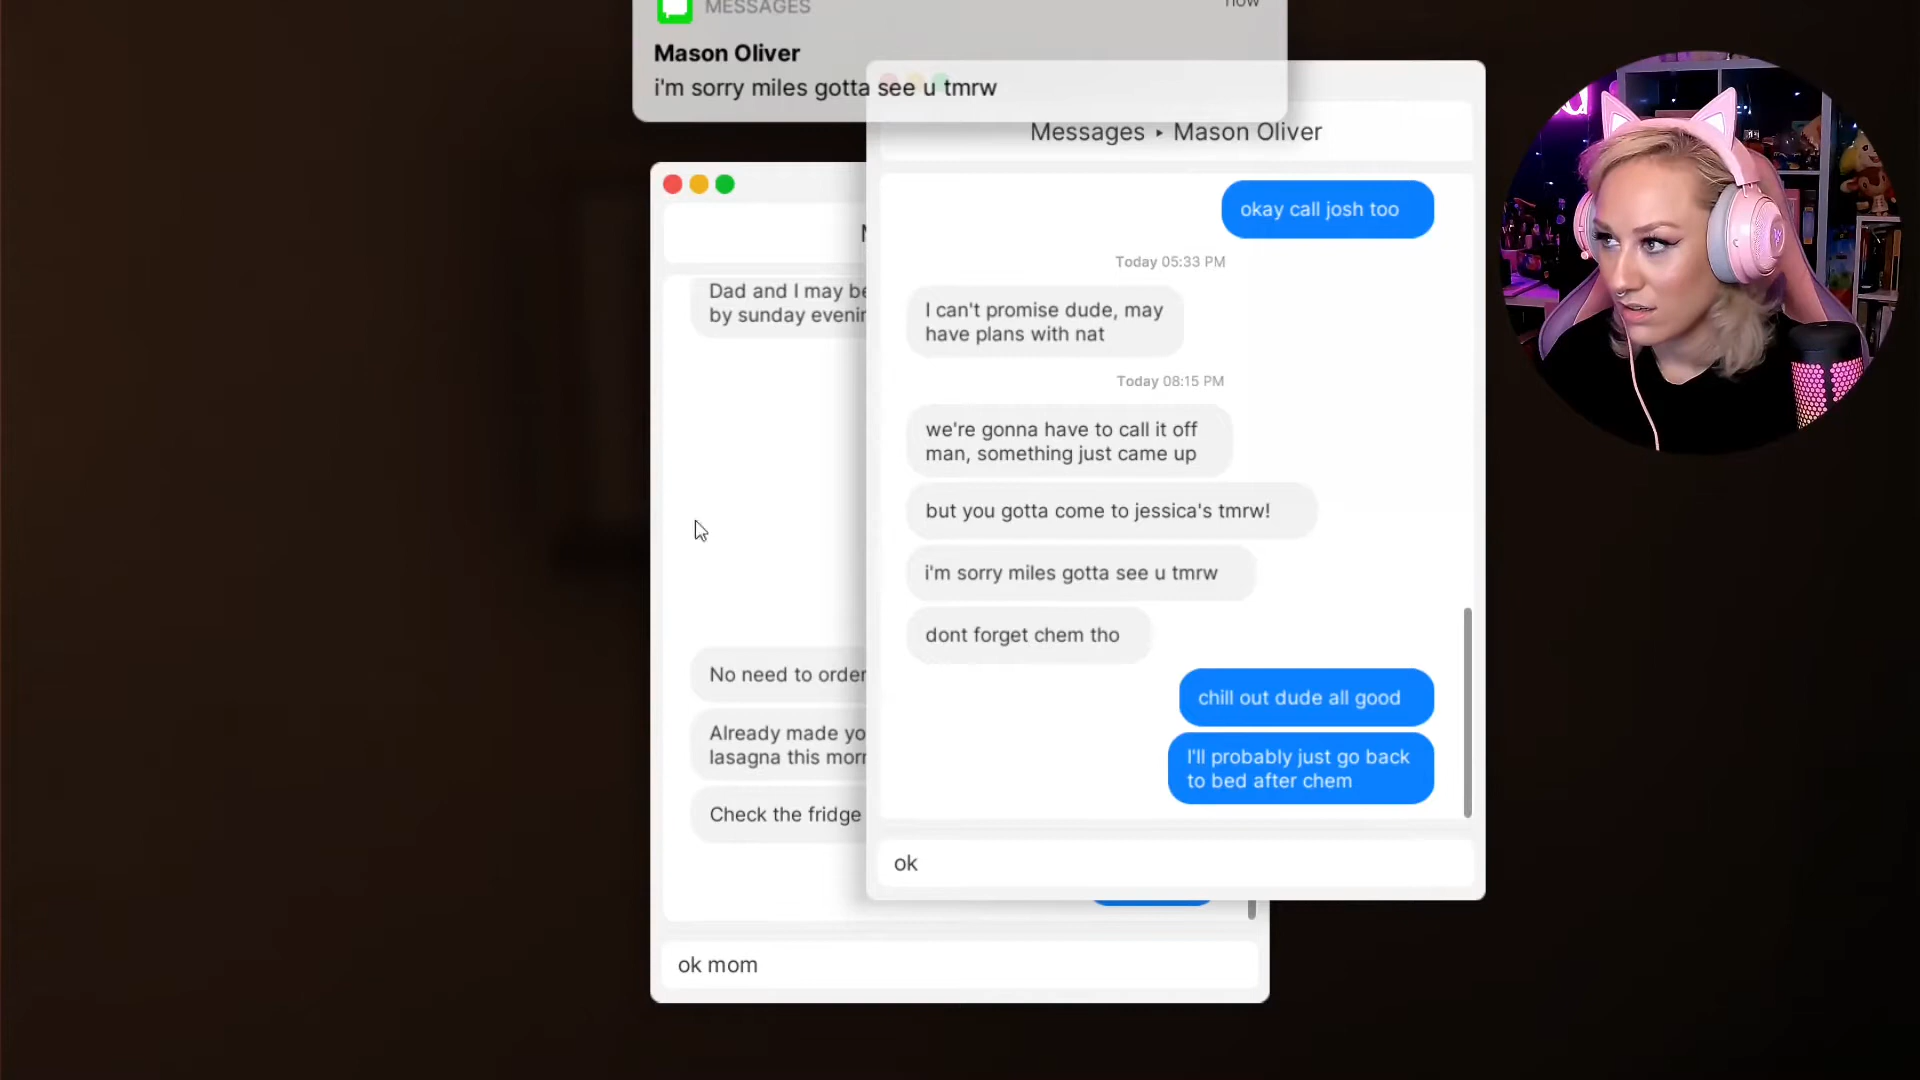 MESSAGES
now
Mason Oliver
i'm sorry miles gotta see u tmrw
Messages ▸ Mason Oliver
okay call josh too
Today 05:33 PM
I can't promise dude, may
have plans with nat
Today 08:15 PM
we're gonna have to call it off
man, something just came up
but you gotta come to jessica's tmrw!
i'm sorry miles gotta see u tmrw
dont forget chem tho
chill out dude all good
I'll probably just go back
to bed after chem
ok
Dad and I may be
by sunday
No need to order
Already made
lasagna this
Check the fridge
ok mom